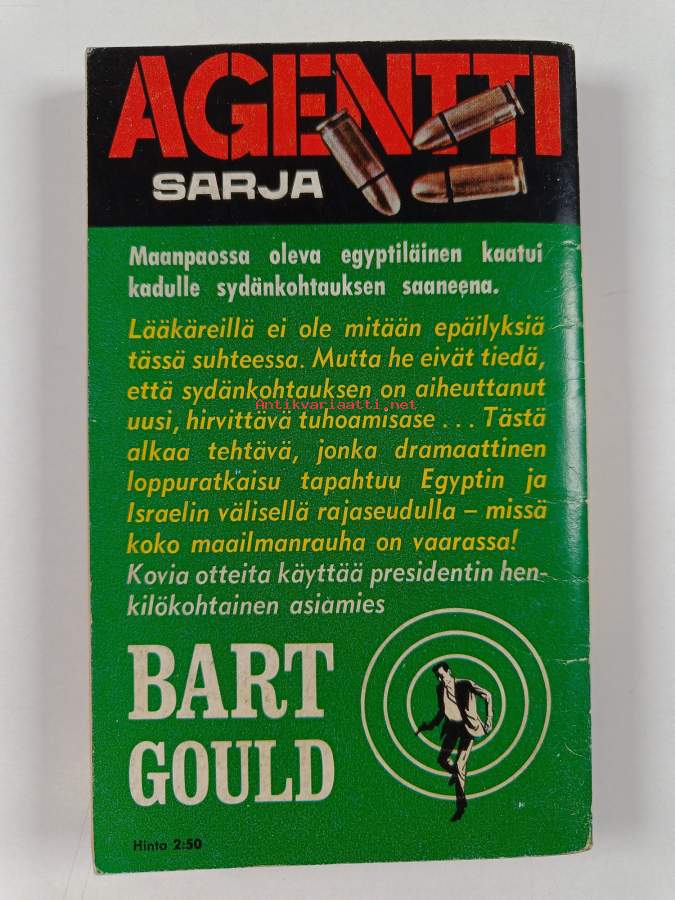 AGENTTI
SARJA
Maanpaossa oleva egyptiläinen kaatui
kadulle sydänkohtauksen saaneena.
Lääkäreillä ei ole mitään epäilyksiä
tässä suhteessa. Mutta he eivät tiedä,
että sydänkohtauksen on aiheuttanut
Antikvariaatti.net
uusi, hirvittävä tuhoamisase ... Tästä
alkaa tehtävä, jonka dramaattinen
loppuratkaisu tapahtuu Egyptin ja
Israelin välisellä rajaseudulla – missä
koko maailmanrauha on vaarassa!
Kovia otteita käyttää presidentin hen-
kilökohtainen asiamies
BART
GOULD
Hinta 2:50